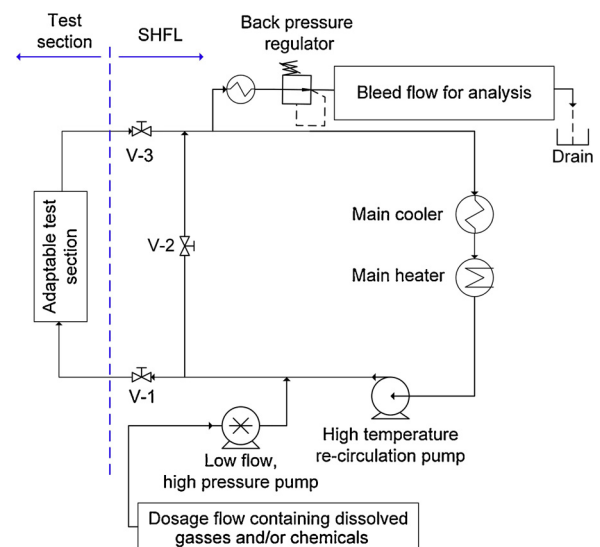 Test
section
SHFL
Back pressure
regulator
Bleed flow for analysis
Drain
V-3
Main cooler
V-2
Adaptable test
section
Main heater
V-1
High temperature
re-circulation pump
Low flow,
high pressure pump
Dosage flow containing dissolved
gasses and/or chemicals